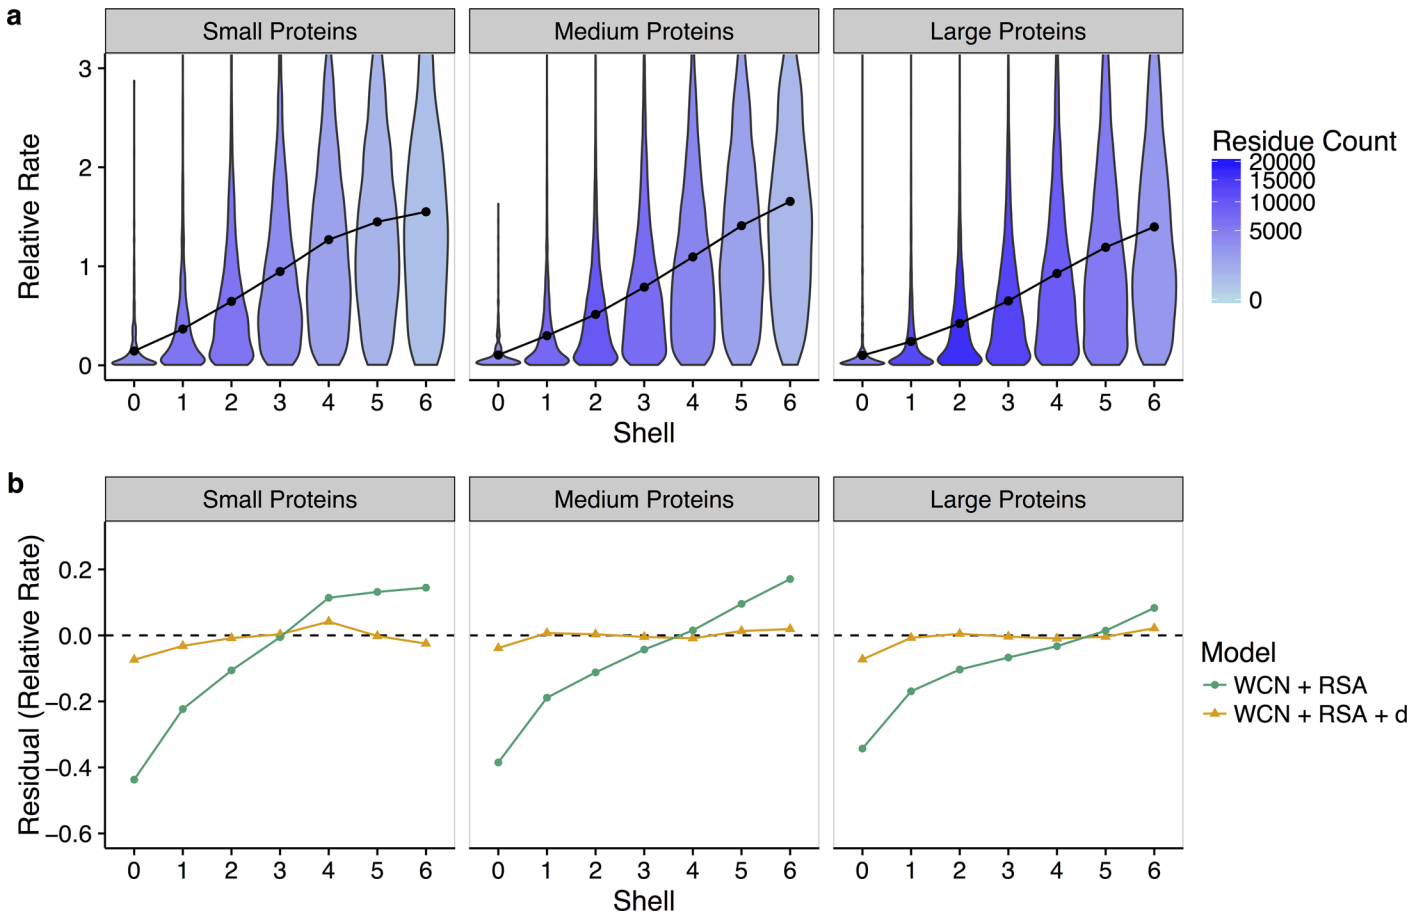 a
Small Proteins
Medium Proteins
Large Proteins
Relative Rate
3
2
1
0
0 1 2 3 4 5 6
0 1 2 3 4 5 6
0 1 2 3 4 5 6
Shell
Residue Count
20000
15000
10000
5000
0
b
Small Proteins
Medium Proteins
Large Proteins
Residual (Relative Rate)
0.2
0.0
−0.2
−0.4
−0.6
0 1 2 3 4 5 6
0 1 2 3 4 5 6
0 1 2 3 4 5 6
Shell
Model
WCN + RSA
WCN + RSA + d